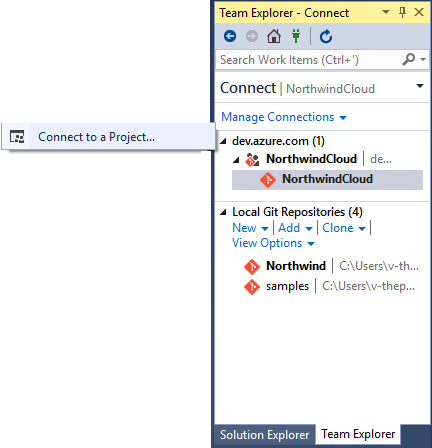 Team Explorer - Connect
Search Work Items (Ctrl+')
Connect | NorthwindCloud
Manage Connections
Connect to a Project...
dev.azure.com (1)
NorthwindCloud | de...
NorthwindCloud
Local Git Repositories (4)
New | Add | Clone |
View Options
Northwind | C:\Users\v-th...
samples | C:\Users\v-thep...
Solution Explorer Team Explorer